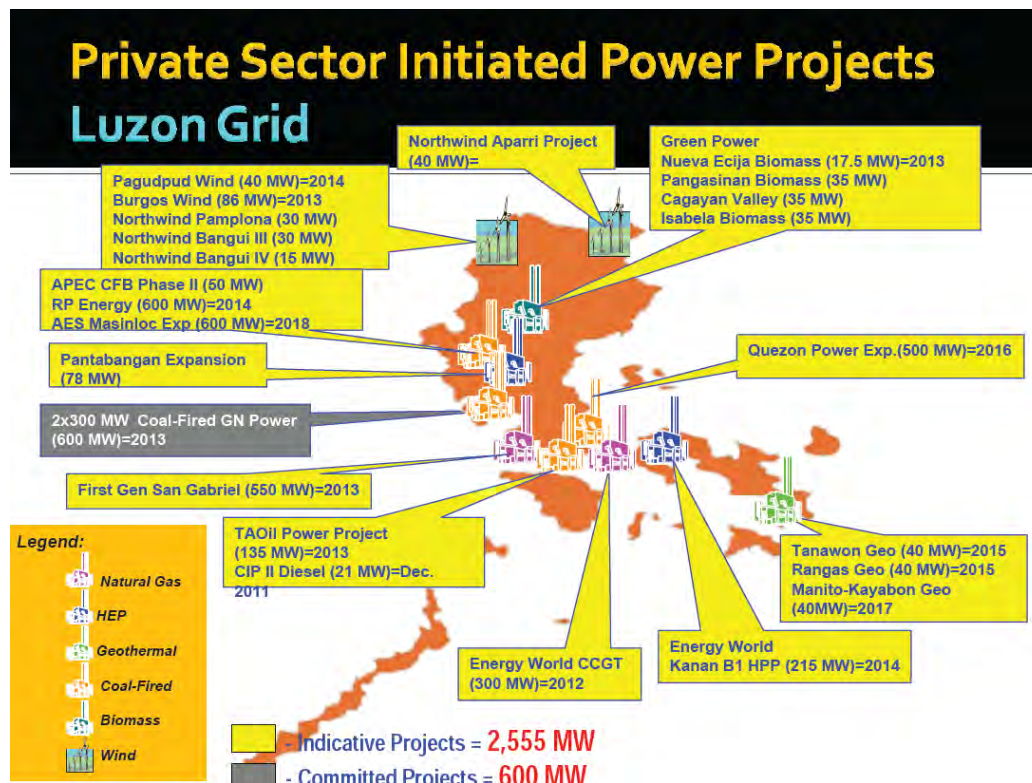 Private Sector Initiated Power Projects
Luzon Grid
Northwind Aparri Project
(40 MW)=
Green Power
Nueva Ecija Biomass (17.5 MW)=2013
Pangasinan Biomass (35 MW)
Cagayan Valley (35 MW)
Isabela Biomass (35 MW)
Pagudpud Wind (40 MW)=2014
Burgos Wind (86 MW)=2013
Northwind Pamplona (30 MW)
Northwind Bangui III (30 MW)
Northwind Bangui IV (15 MW)
APEC CFB Phase II (50 MW)
RP Energy (600 MW)=2014
AES Masinloc Exp (600 MW)=2018
Pantabangan Expansion
(78 MW)
Quezon Power Exp.(500 MW)=2016
2x300 MW Coal-Fired GN Power
(600 MW)=2013
First Gen San Gabriel (550 MW)=2013
TAOil Power Project
(135 MW)=2013
CIP II Diesel (21 MW)=Dec.
2011
Tanawon Geo (40 MW)=2015
Rangas Geo (40 MW)=2015
Manito-Kayabon Geo
(40MW)=2017
Energy World CCGT
(300 MW)=2012
Energy World
Kanan B1 HPP (215 MW)=2014
Legend:
Natural Gas
HEP
Geothermal
Coal-Fired
Biomass
Wind
- Indicative Projects = 2,555 MW
- Committed Projects = 600 MW